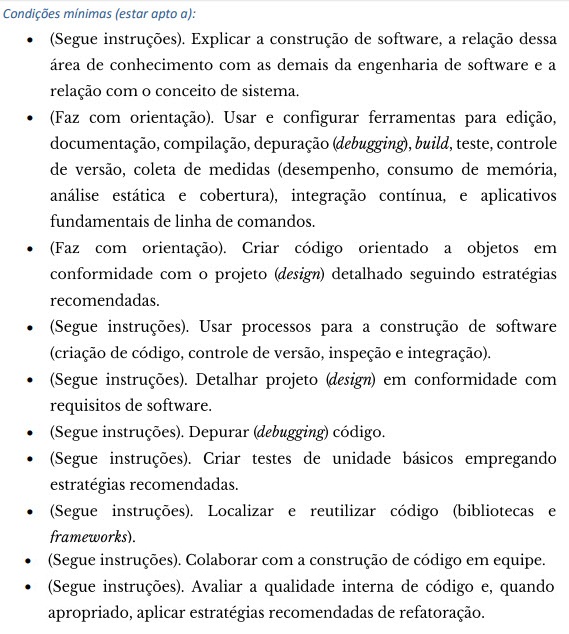 Condições mínimas (estar apto a):
• (Segue instruções). Explicar a construção de software, a relação dessa
área de conhecimento com as demais da engenharia de software e a
relação com o conceito de sistema.
• (Faz com orientação). Usar e configurar ferramentas para edição,
documentação, compilação, depuração (debugging), build, teste, controle
de versão, coleta de medidas (desempenho, consumo de memória,
análise estática e cobertura), integração contínua, e aplicativos
fundamentais de linha de comandos.
• (Faz com orientação). Criar código orientado a objetos em
conformidade com o projeto (design) detalhado seguindo estratégias
recomendadas.
• (Segue instruções). Usar processos para a construção de software
(criação de código, controle de versão, inspeção e integração).
• (Segue instruções). Detalhar projeto (design) em conformidade com
requisitos de software.
• (Segue instruções). Depurar (debugging) código.
• (Segue instruções). Criar testes de unidade básicos empregando
estratégias recomendadas.
• (Segue instruções). Localizar e reutilizar código (bibliotecas e
frameworks).
• (Segue instruções). Colaborar com a construção de código em equipe.
• (Segue instruções). Avaliar a qualidade interna de código e, quando
apropriado, aplicar estratégias recomendadas de refatoração.